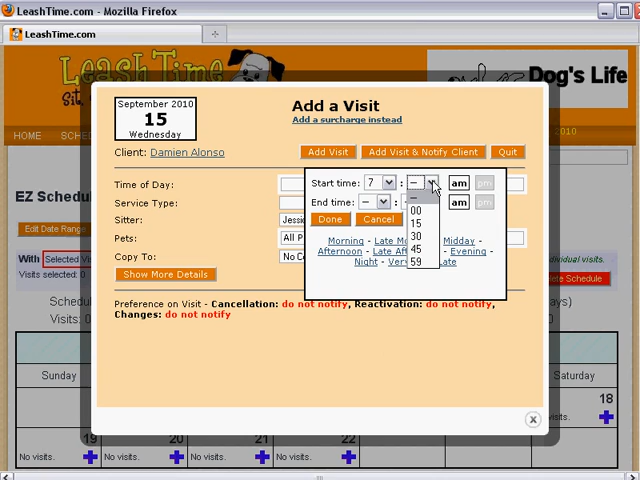 LeashTime.com - Mozilla Firefox
LeashTime.com
LeashTime
Dog's Life
HOME
2010
September 2010
15
Wednesday
Add a Visit
Add a surcharge instead
Client: Damien Alonso
Add Visit
Add Visit & Notify Client
Quit
Time of Day:
Service Type:
Sitter:
Pets:
Copy To:
Show More Details
Start time: 7 : – am pm
End time: – : am pm
–
00
15
30
45
59
Done
Cancel
Morning - Midday -
Afternoon - - Evening -
Night -
Preference on Visit - Cancellation: do not notify, Reactivation: do not notify,
Changes: do not notify
EZ
Edit Date Range
With
Visits selected: 0
individual visits.
Schedule
Visits:
Sunday
Saturday
18
19
20
21
22
No visits.
No visits.
No visits.
No visits.